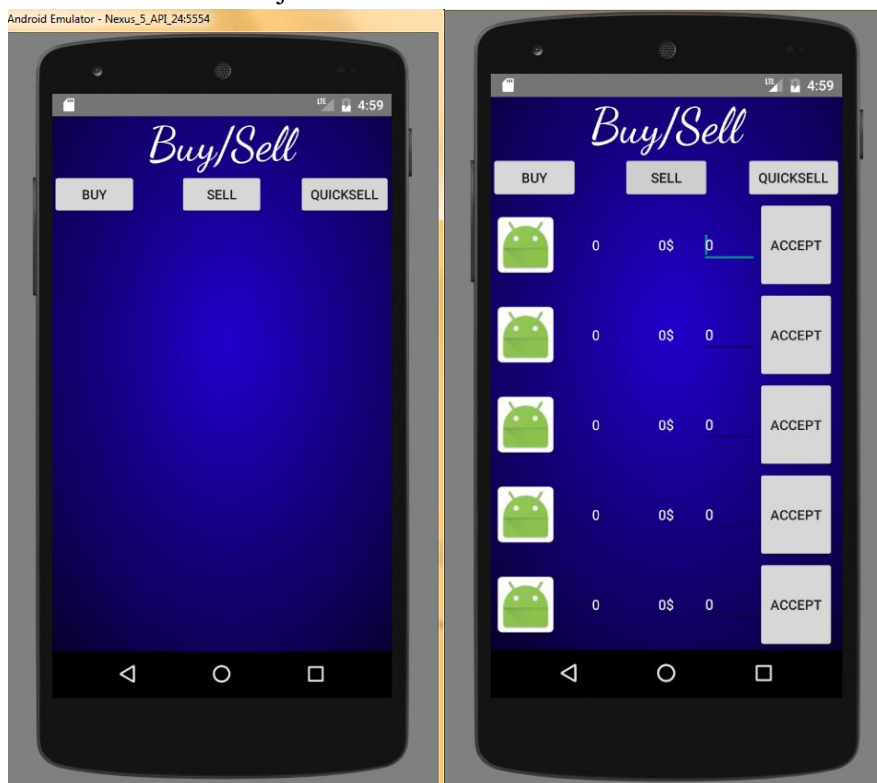 Android Emulator - Nexus_5_API_24:5554
LTE 4:59
Buy/Sell
BUY SELL QUICKSELL
LTE 4:59
Buy/Sell
BUY SELL QUICKSELL
0 0$ 0 ACCEPT
0 0$ 0 ACCEPT
0 0$ 0 ACCEPT
0 0$ 0 ACCEPT
0 0$ 0 ACCEPT